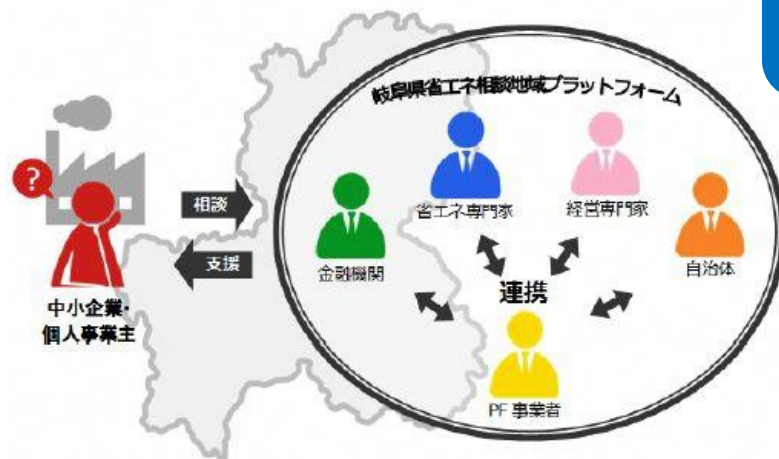 岐阜県省エネ相談地域プラットフォーム
?
相談
支援
中小企業・
個人事業主
省エネ専門家
経営専門家
金融機関
自治体
連携
PF 事業者